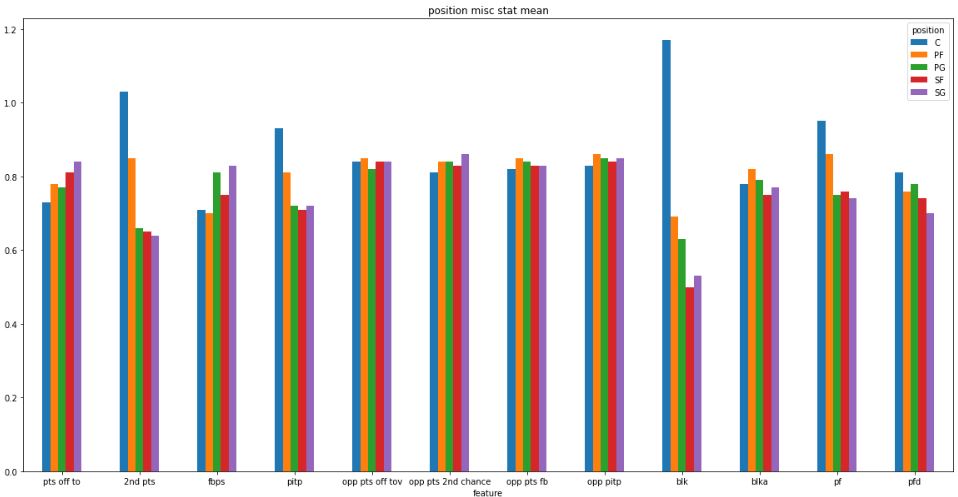 position misc stat mean
1.2
1.0
0.8
0.6
0.4
0.2
0.0
position
C
PF
PG
SF
SG
pts off to 2nd pts fbps pitp opp pts off tov opp pts 2nd chance opp pts fb opp pitp blk blka pf pfd
feature